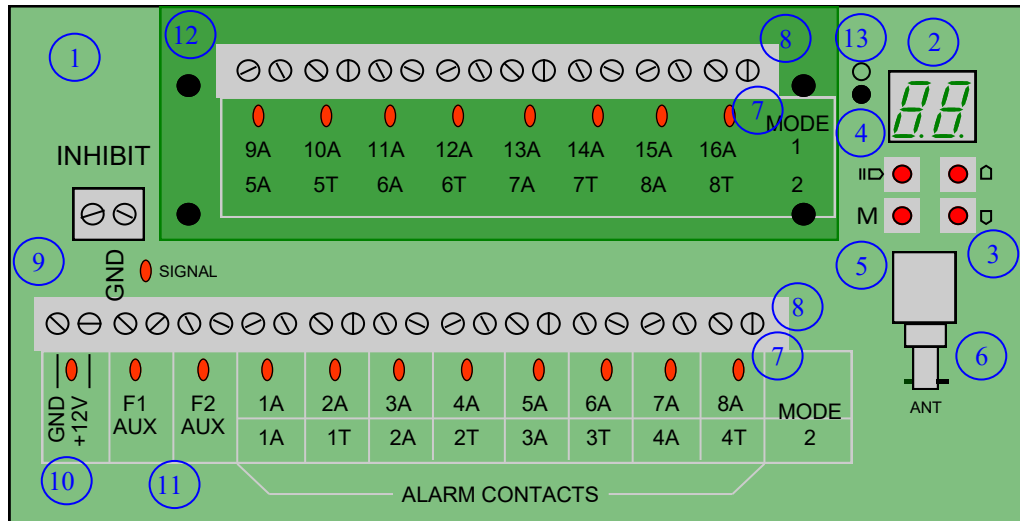 1
12
8
13
2
7
MODE
4
9A 10A 11A 12A 13A 14A 15A 16A 1
5A 5T 6A 6T 7A 7T 8A 8T 2
INHIBIT
M
9
GND
SIGNAL
5
3
8
7
6
ANT
GND
+12V
F1
AUX
F2
AUX
1A 2A 3A 4A 5A 6A 7A 8A
MODE
1A 1T 2A 2T 3A 3T 4A 4T 2
10
11
ALARM CONTACTS